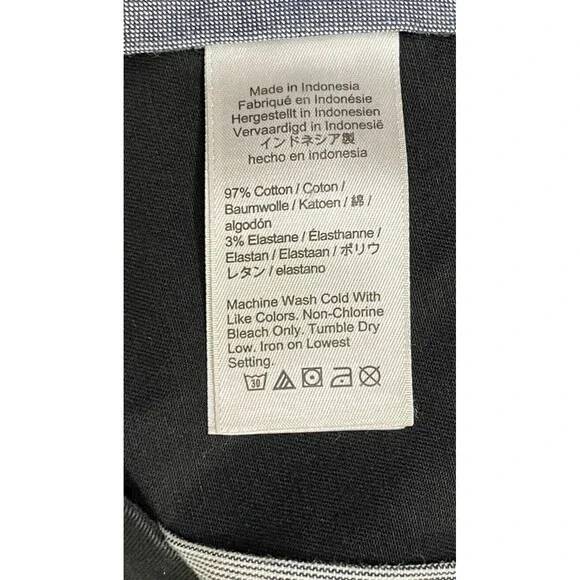 Made in Indonesia
Fabriqué en Indonésie
Hergestellt in Indonesien
Vervaardigd in Indonesië
インドネシア製
hecho en indonesia
97% Cotton / Coton /
Baumwolle / Katoen / 綿 /
algodón
3% Elastane / Élasthanne /
Elastan / Elastaan / ポリウ
レタン / elastano
Machine Wash Cold With
Like Colors. Non-Chlorine
Bleach Only. Tumble Dry
Low. Iron on Lowest
Setting.
30